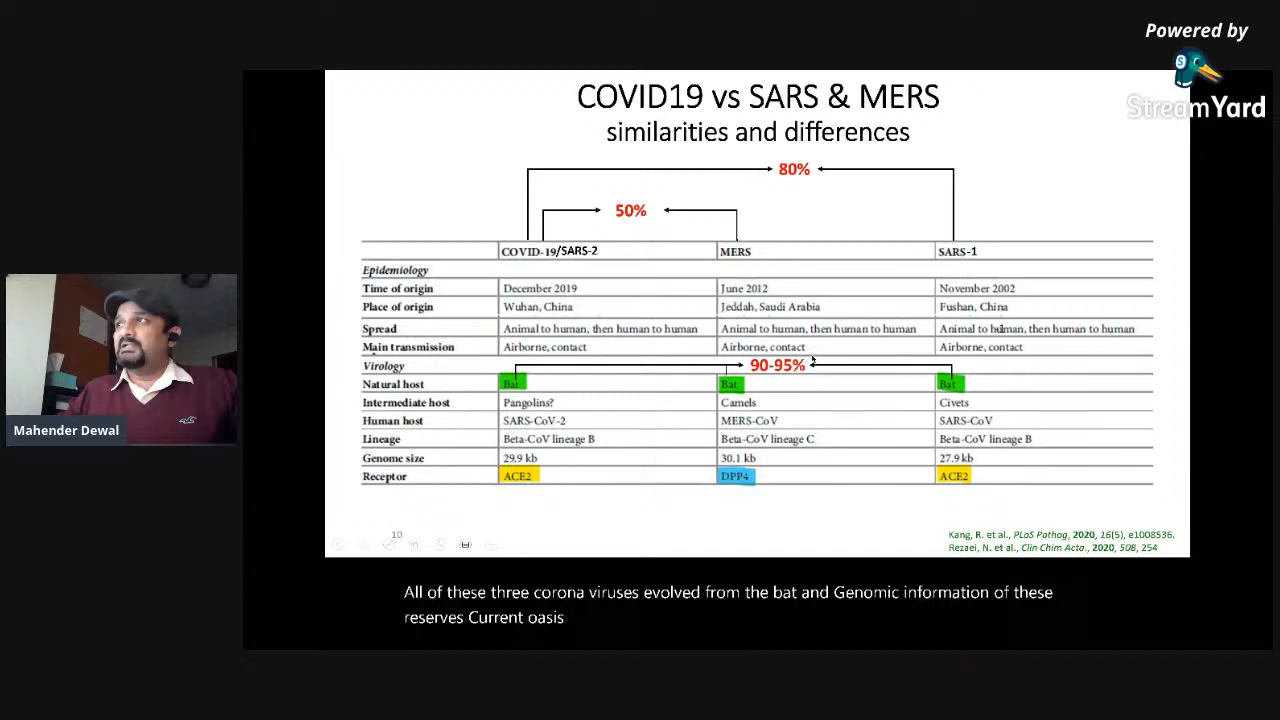 Powered by
StreamYard
COVID19 vs SARS & MERS
similarities and differences
80%
50%
COVID-19/SARS-2 MERS SARS-1
Epidemiology
Time of origin December 2019 June 2012 November 2002
Place of origin Wuhan, China Jeddah, Saudi Arabia Fushan, China
Spread Animal to human, then human to human Animal to human, then human to human Animal to human, then human to human
Main transmission Airborne, contact Airborne, contact Airborne, contact
Virology 90-95%
Natural host Bat Bat Bat
Intermediate host Pangolins? Camels Civets
Human host SARS-CoV-2 MERS-CoV SARS-CoV
Lineage Beta-CoV lineage B Beta-CoV lineage C Beta-CoV lineage B
Genome size 29.9 kb 30.1 kb 27.9 kb
Receptor ACE2 DPP4 ACE2
10
Kang, R. et al., PLoS Pathog, 2020, 16(5), e1008536.
Rezaei, N. et al., Clin Chim Acta., 2020, 508, 254
Mahender Dewal
All of these three corona viruses evolved from the bat and Genomic information of these
reserves Current oasis